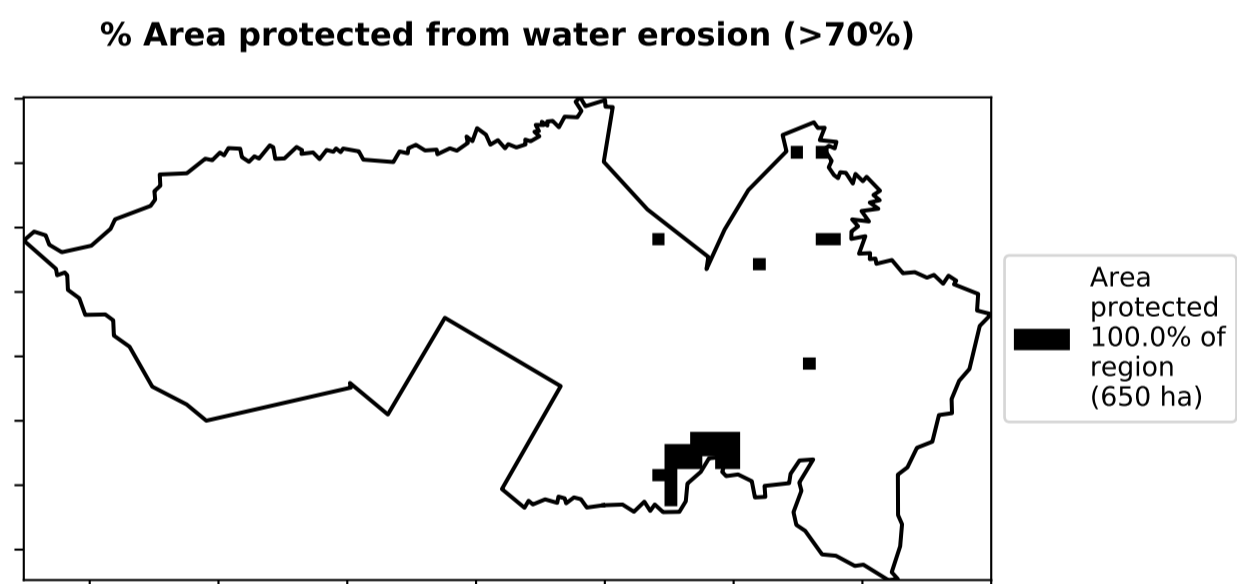 % Area protected from water erosion (>70%)
Area
protected
100.0% of
region
(650 ha)